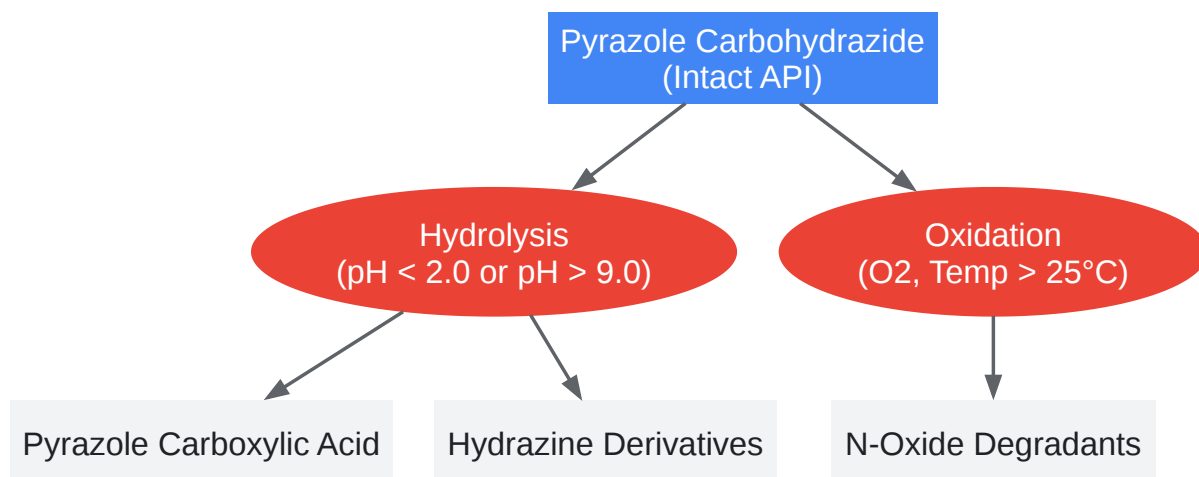 Pyrazole Carbohydrazide
(Intact API)
Hydrolysis
(pH < 2.0 or pH > 9.0)
Oxidation
(O2, Temp > 25°C)
Pyrazole Carboxylic Acid
Hydrazine Derivatives
N-Oxide Degradants